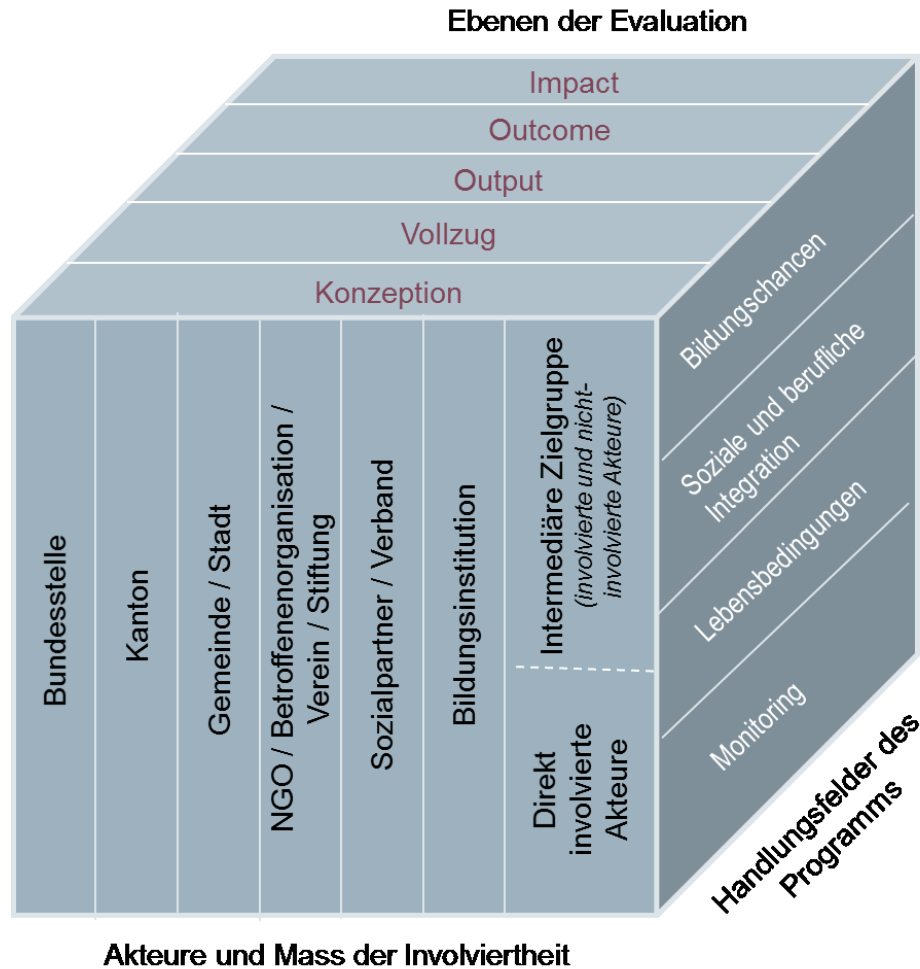 Ebenen der Evaluation
Impact
Outcome
Output
Vollzug
Konzeption
Bundesstelle
Kanton
Gemeinde / Stadt
NGO / Betroffenenorganisation /
Verein / Stiftung
Sozialpartner / Verband
Bildungsinstitution
Intermediäre Zielgruppe
(involvierte und nicht-
involvierte Akteure)
Direkt
involvierte
Akteure
Bildungschancen
Soziale und berufliche
Integration
Lebensbedingungen
Monitoring
Handlungsfelder des
Programms
Akteure und Mass der Involviertheit